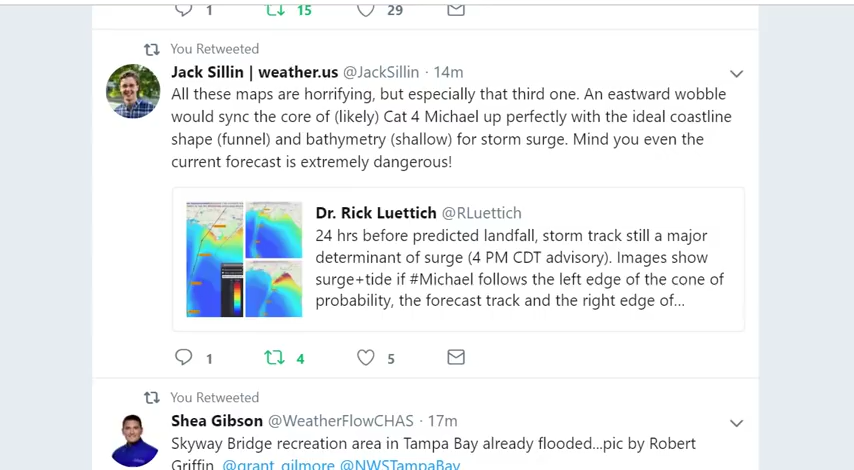 1 15 29
You Retweeted
Jack Sillin | weather.us @JackSillin · 14m
All these maps are horrifying, but especially that third one. An eastward wobble
would sync the core of (likely) Cat 4 Michael up perfectly with the ideal coastline
shape (funnel) and bathymetry (shallow) for storm surge. Mind you even the
current forecast is extremely dangerous!
Dr. Rick Luettich @RLuettich
24 hrs before predicted landfall, storm track still a major
determinant of surge (4 PM CDT advisory). Images show
surge+tide if #Michael follows the left edge of the cone of
probability, the forecast track and the right edge of...
1 4 5
You Retweeted
Shea Gibson @WeatherFlowCHAS · 17m
Skyway Bridge recreation area in Tampa Bay already flooded...pic by Robert
Griffin @grant_gilmore @NWSTampaBay